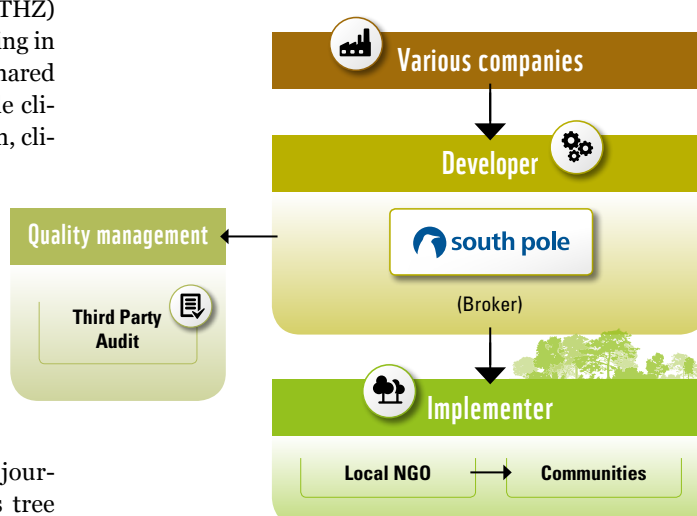 THZ)
ing in
hared
e cli-
n, cli-
Various companies
Developer
south pole
(Broker)
Quality management
Third Party
Audit
Implementer
Local NGO
Communities
jour-
s tree